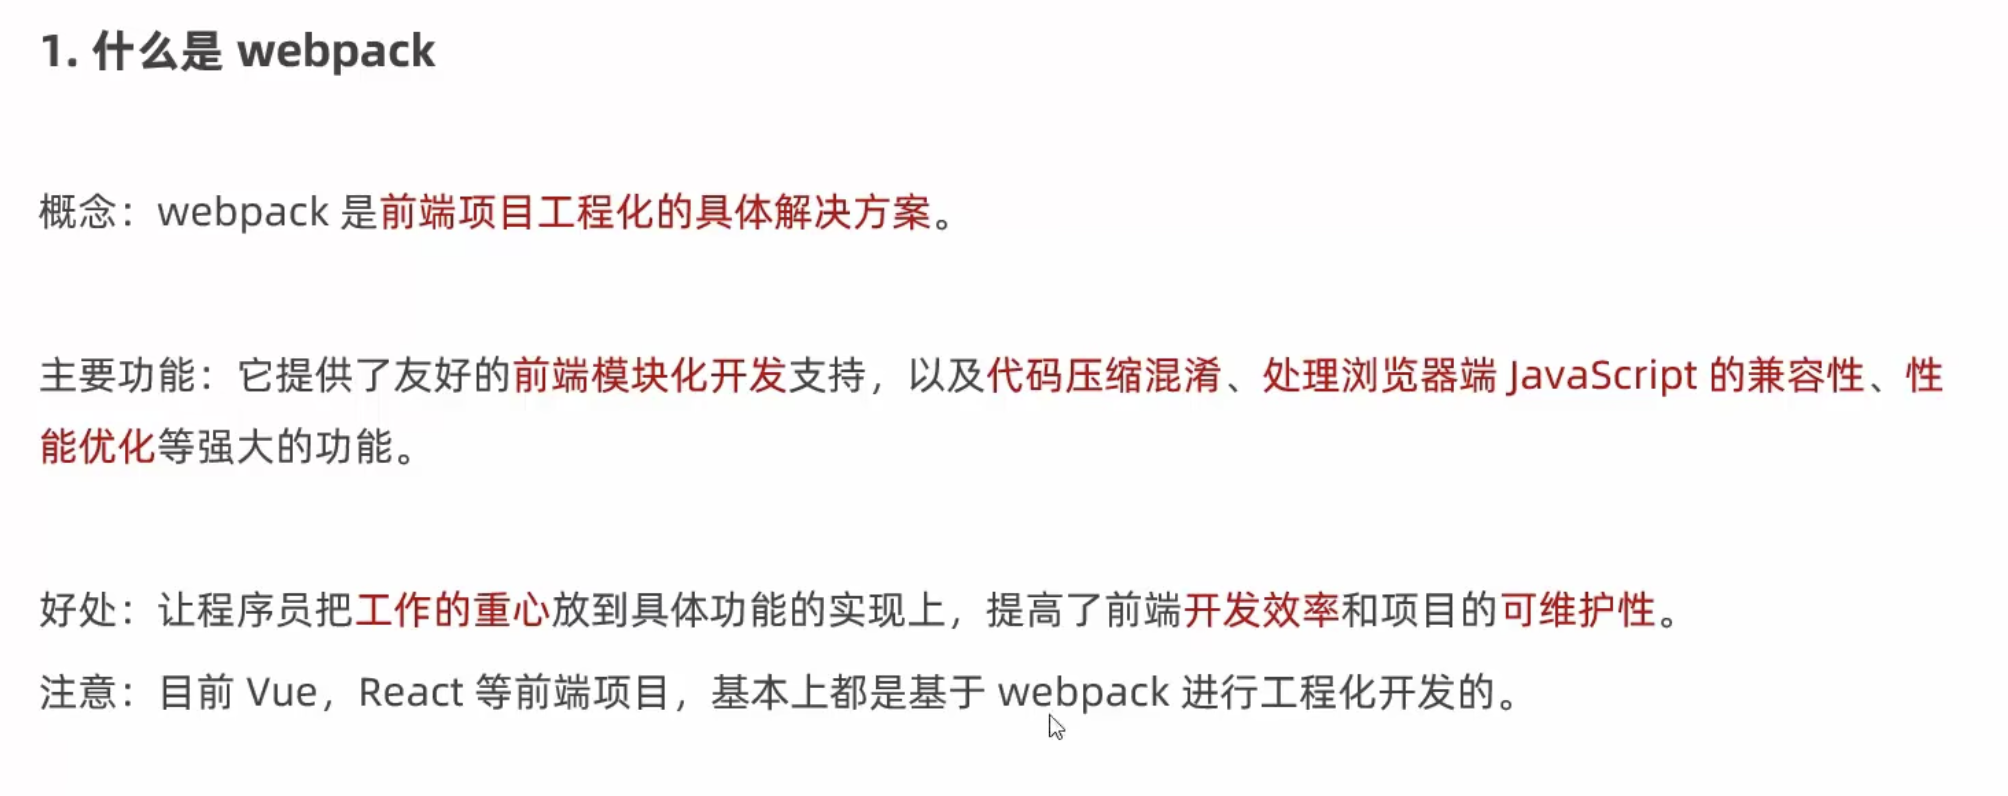 1. 什么是 webpack
概念：webpack 是前端项目工程化的具体解决方案。
主要功能：它提供了友好的前端模块化开发支持，以及代码压缩混淆、处理浏览器端 JavaScript 的兼容性、性
能优化等强大的功能。
好处：让程序员把工作的重心放到具体功能的实现上，提高了前端开发效率和项目的可维护性。
注意：目前 Vue，React 等前端项目，基本上都是基于 webpack 进行工程化开发的。